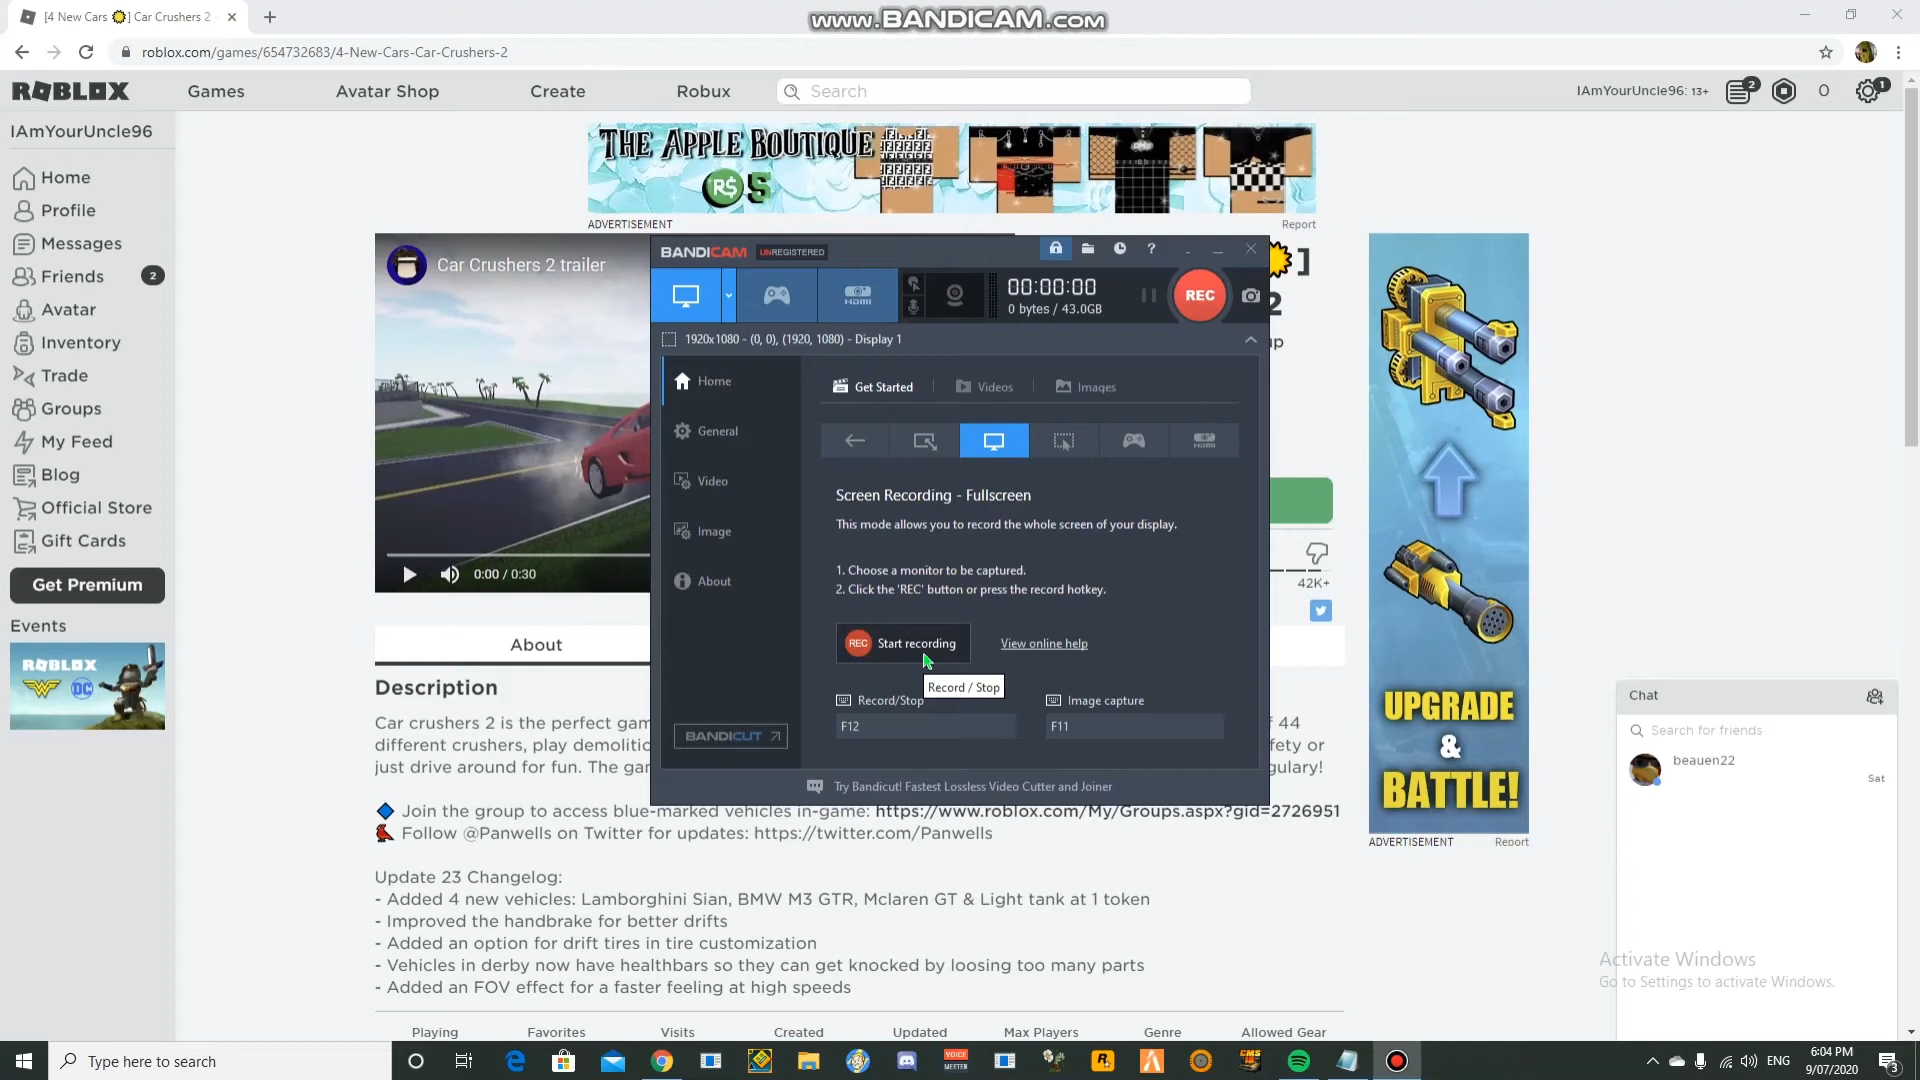 [4 New Cars 🌞] Car Crushers 2
www.BANDICAM.com
roblox.com/games/654732683/4-New-Cars-Car-Crushers-2
ROBLOX
Games
Avatar Shop
Create
Robux
Search
IAmYourUncle96: 13+
2
0
1
IAmYourUncle96
Home
Profile
Messages
Friends
2
Avatar
Inventory
Trade
Groups
My Feed
Blog
Official Store
Gift Cards
Get Premium
Events
ROBLOX
DC
THE APPLE BOUTIQUE
R$ 5
ADVERTISEMENT
Report
Car Crushers 2 trailer
0:00 / 0:30
]
2
up
42K+
BANDICAM
UNREGISTERED
HDMI
00:00:00
0 bytes / 43.0GB
REC
1920x1080 - (0, 0), (1920, 1080) - Display 1
Home
General
Video
Image
About
BANDICUT
Get Started
Videos
Images
HDMI
Screen Recording - Fullscreen
This mode allows you to record the whole screen of your display.
1. Choose a monitor to be captured.
2. Click the 'REC' button or press the record hotkey.
REC
Start recording
View online help
Record / Stop
Record/Stop
F12
Image capture
F11
Try Bandicut! Fastest Lossless Video Cutter and Joiner
About
Description
Car crushers 2 is the perfect gam
f 44
different crushers, play demolitic
fety or
just drive around for fun. The gar
gulary!
Join the group to access blue-marked vehicles in-game: https://www.roblox.com/My/Groups.aspx?gid=2726951
Follow @Panwells on Twitter for updates: https://twitter.com/Panwells
Update 23 Changelog:
- Added 4 new vehicles: Lamborghini Sian, BMW M3 GTR, Mclaren GT & Light tank at 1 token
- Improved the handbrake for better drifts
- Added an option for drift tires in tire customization
- Vehicles in derby now have healthbars so they can get knocked by loosing too many parts
- Added an FOV effect for a faster feeling at high speeds
Playing
Favorites
Visits
Created
Updated
Max Players
Genre
Allowed Gear
UPGRADE
&
BATTLE!
ADVERTISEMENT
Report
Chat
Search for friends
beauen22
Sat
Activate Windows
Go to Settings to activate Windows.
Type here to search
VOICE
MEETER
CMS
ENG
6:04 PM
9/07/2020
3